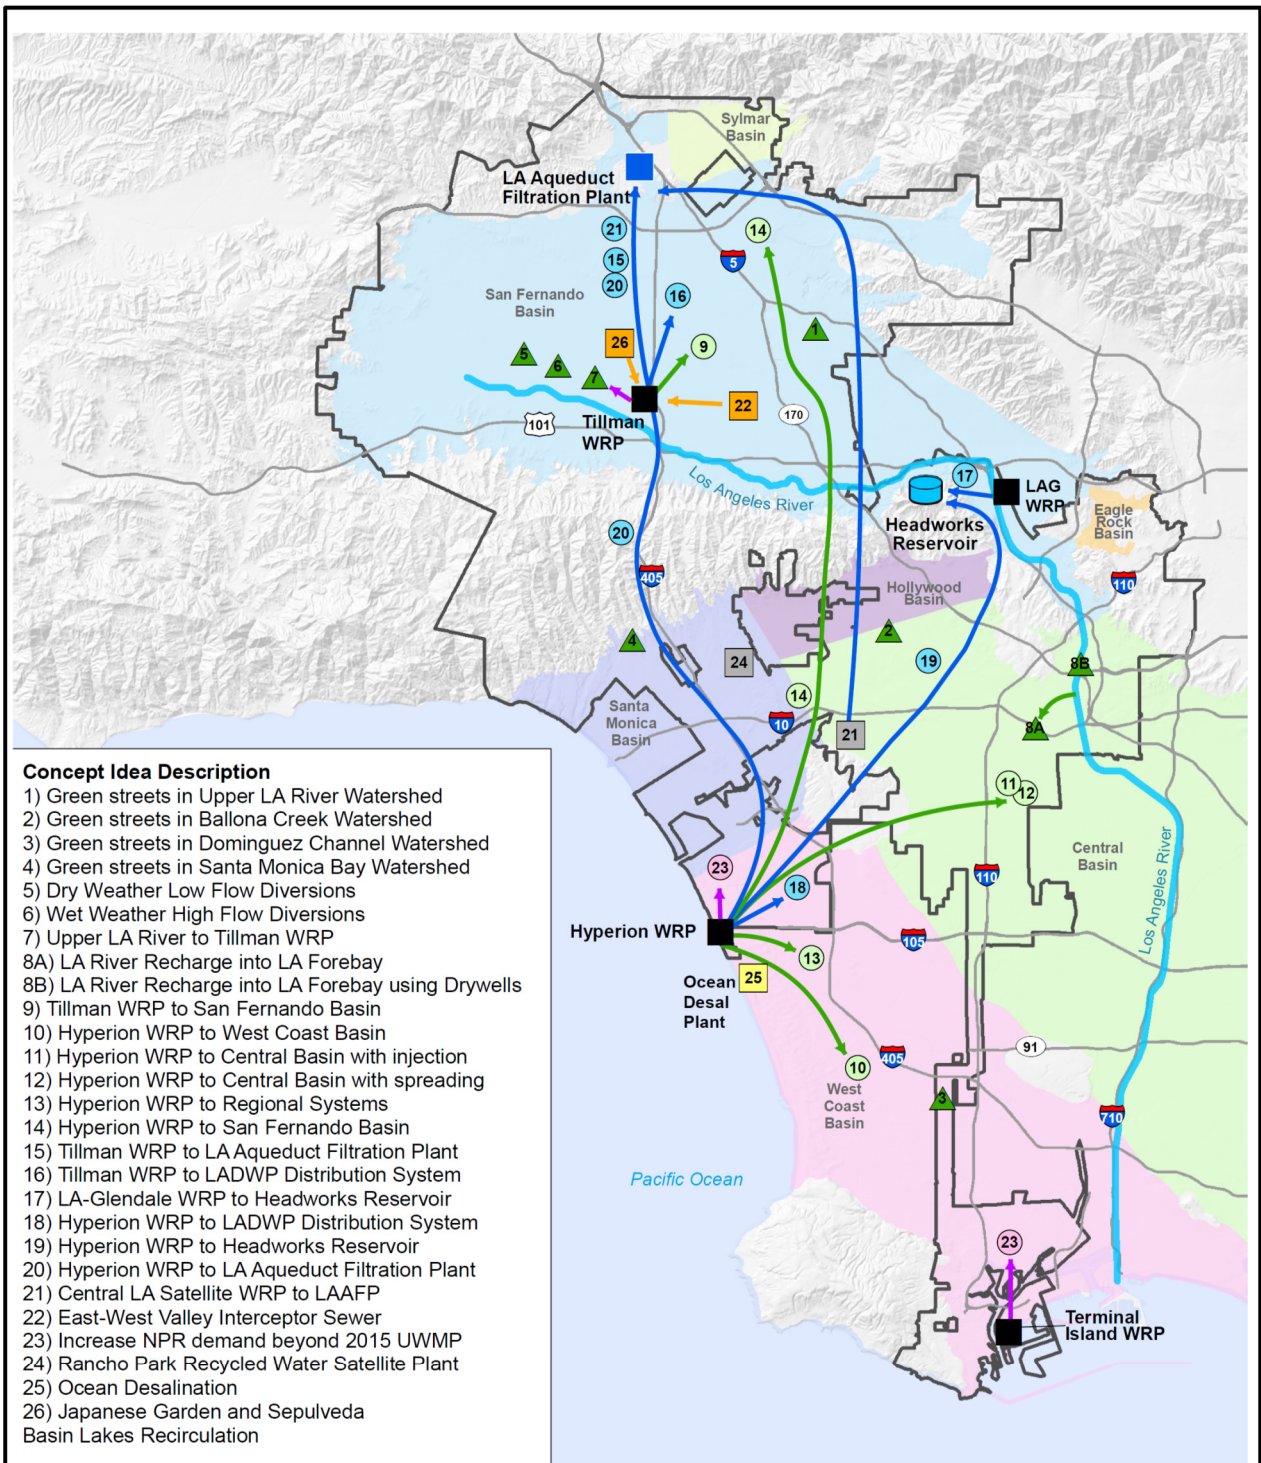 Sylmar
Basin
LA Aqueduct
Filtration Plant
21
14
15
5
20
16
San Fernando
Basin
1
26
9
5
6
7
22
170
101
Tillman
WRP
17
Los Angeles River
LAG
WRP
Eagle
Rock
Basin
Headworks
Reservoir
20
405
110
Hollywood
Basin
4
2
24
19
8B
14
Santa
Monica
Basin
10
21
8A
11
12
Central
Basin
23
18
110
Hyperion WRP
105
13
Los Angeles River
25
Ocean
Desal
Plant
405
91
10
West
Coast
Basin
3
710
Pacific Ocean
23
Terminal
Island WRP
Concept Idea Description
1) Green streets in Upper LA River Watershed
2) Green streets in Ballona Creek Watershed
3) Green streets in Dominguez Channel Watershed
4) Green streets in Santa Monica Bay Watershed
5) Dry Weather Low Flow Diversions
6) Wet Weather High Flow Diversions
7) Upper LA River to Tillman WRP
8A) LA River Recharge into LA Forebay
8B) LA River Recharge into LA Forebay using Drywells
9) Tillman WRP to San Fernando Basin
10) Hyperion WRP to West Coast Basin
11) Hyperion WRP to Central Basin with injection
12) Hyperion WRP to Central Basin with spreading
13) Hyperion WRP to Regional Systems
14) Hyperion WRP to San Fernando Basin
15) Tillman WRP to LA Aqueduct Filtration Plant
16) Tillman WRP to LADWP Distribution System
17) LA-Glendale WRP to Headworks Reservoir
18) Hyperion WRP to LADWP Distribution System
19) Hyperion WRP to Headworks Reservoir
20) Hyperion WRP to LA Aqueduct Filtration Plant
21) Central LA Satellite WRP to LAAFP
22) East-West Valley Interceptor Sewer
23) Increase NPR demand beyond 2015 UWMP
24) Rancho Park Recycled Water Satellite Plant
25) Ocean Desalination
26) Japanese Garden and Sepulveda
Basin Lakes Recirculation